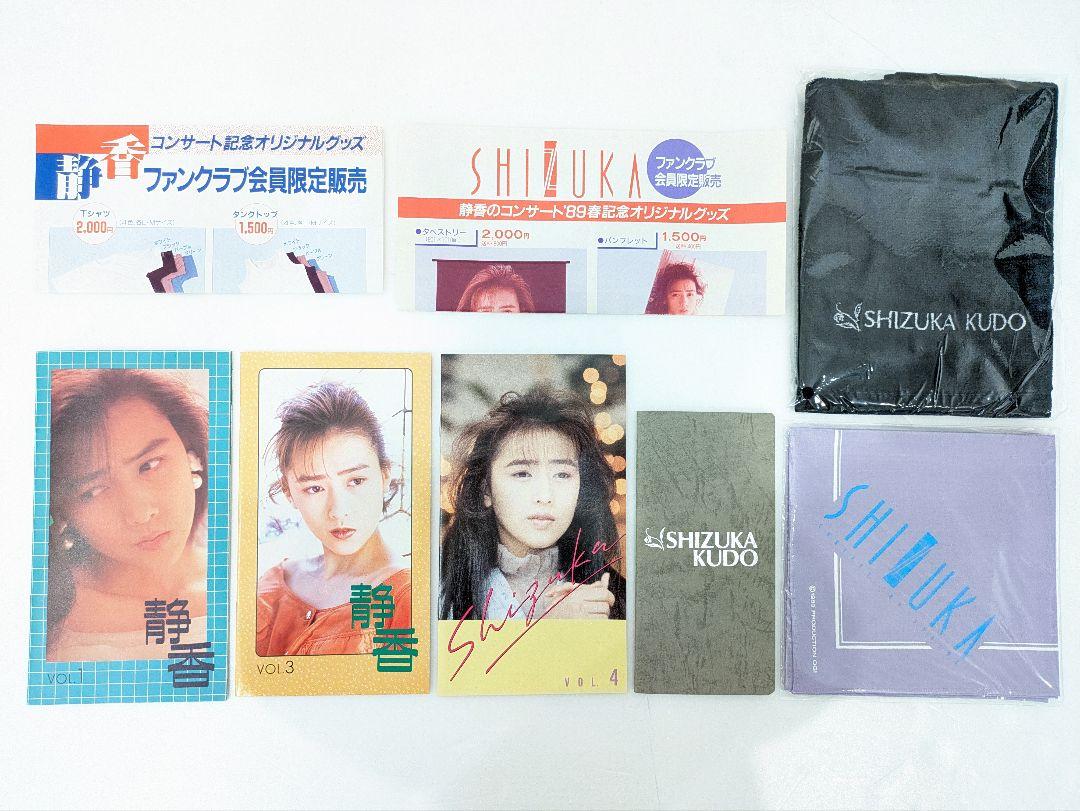 静香
コンサート記念オリジナルグッズ
ファンクラブ会員限定販売
Tシャツ
2,000円
タンクトップ
1,500円
SHIZUKA
ファンクラブ
会員限定販売
静香のコンサート'89春記念オリジナルグッズ
●タペストリー
2,000円
●パンフレット
1,500円
SHIZUKA KUDO
静香
VOL.1
静香
VOL.3
Shizuka
VOL. 4
SHIZUKA
KUDO
SHIZUKA